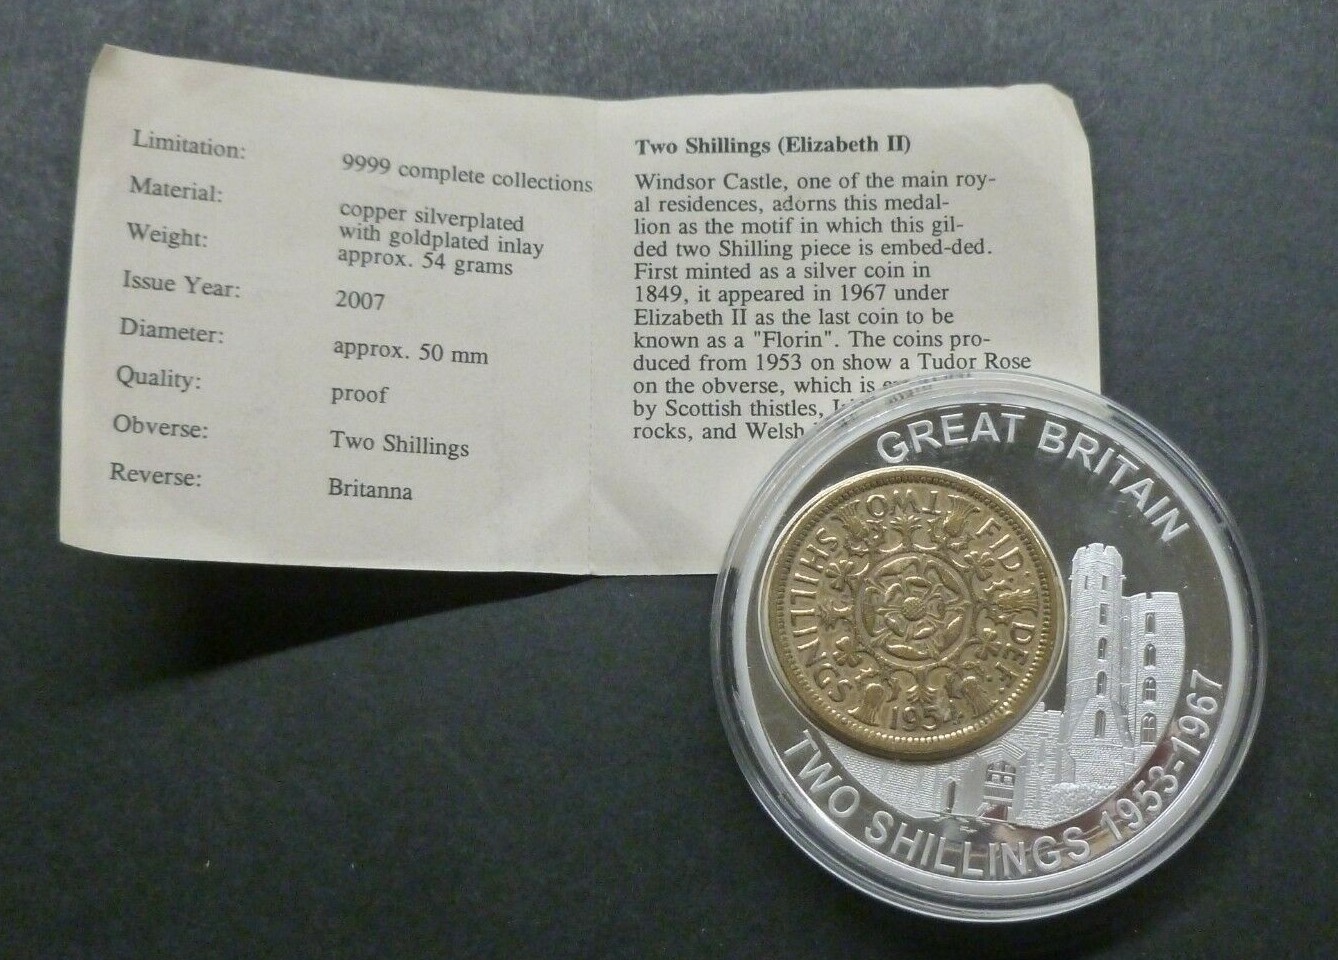 Limitation: 9999 complete collections
Material: copper silverplated
with goldplated inlay
Weight: approx. 54 grams
Issue Year: 2007
Diameter: approx. 50 mm
Quality: proof
Obverse: Two Shillings
Reverse: Britanna
Two Shillings (Elizabeth II)
Windsor Castle, one of the main roy-
al residences, adorns this medal-
lion as the motif in which this gil-
ded two Shilling piece is embed-ded.
First minted as a silver coin in
1849, it appeared in 1967 under
Elizabeth II as the last coin to be
known as a "Florin". The coins pro-
duced from 1953 on show a Tudor Rose
on the obverse, which is
by Scottish thistles,
rocks, and Welsh
GREAT BRITAIN
TWO SHILLINGS 1953-1967
FID· DEF·
TWO SHILLINGS
1954